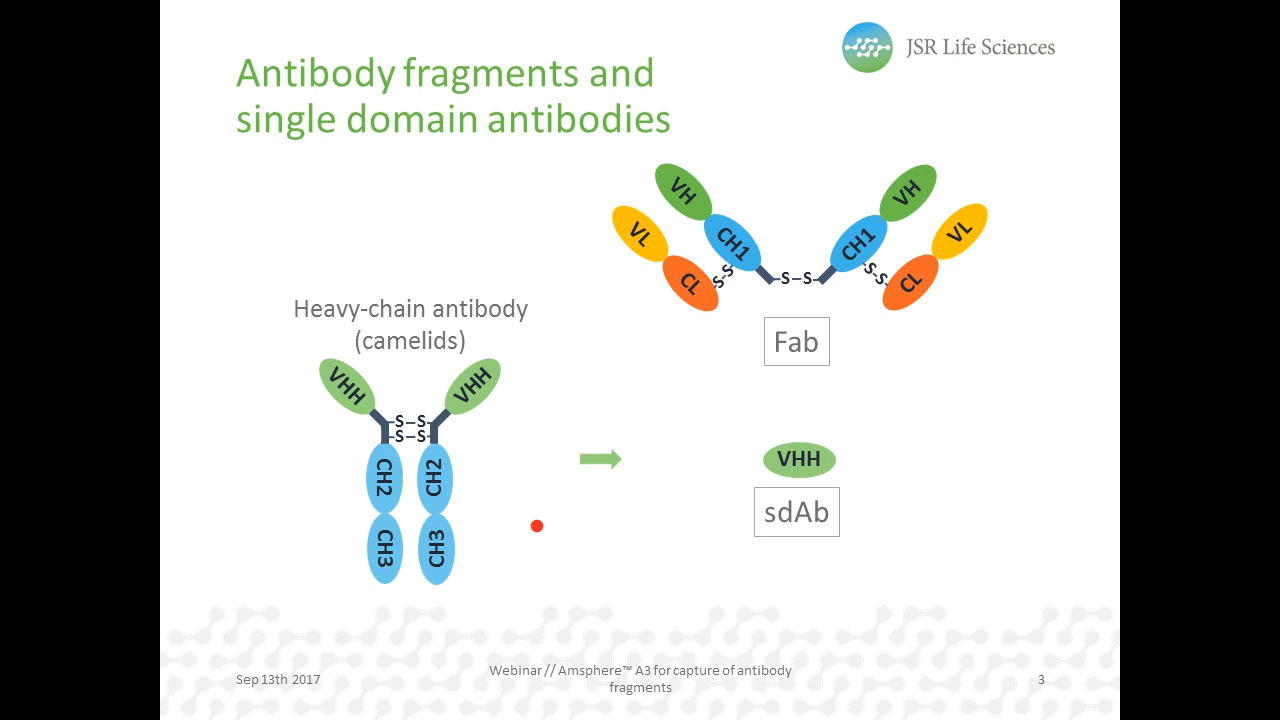 JSR Life Sciences
Antibody fragments and
single domain antibodies
VH
VH
VL
CH1
CH1
VL
CL
S-S
S-S
S-S
CL
Fab
Heavy-chain antibody
(camelids)
VHH
VHH
S-S
S-S
CH2
CH2
CH3
CH3
VHH
sdAb
Sep 13th 2017
Webinar // Amsphere™ A3 for capture of antibody
fragments
3